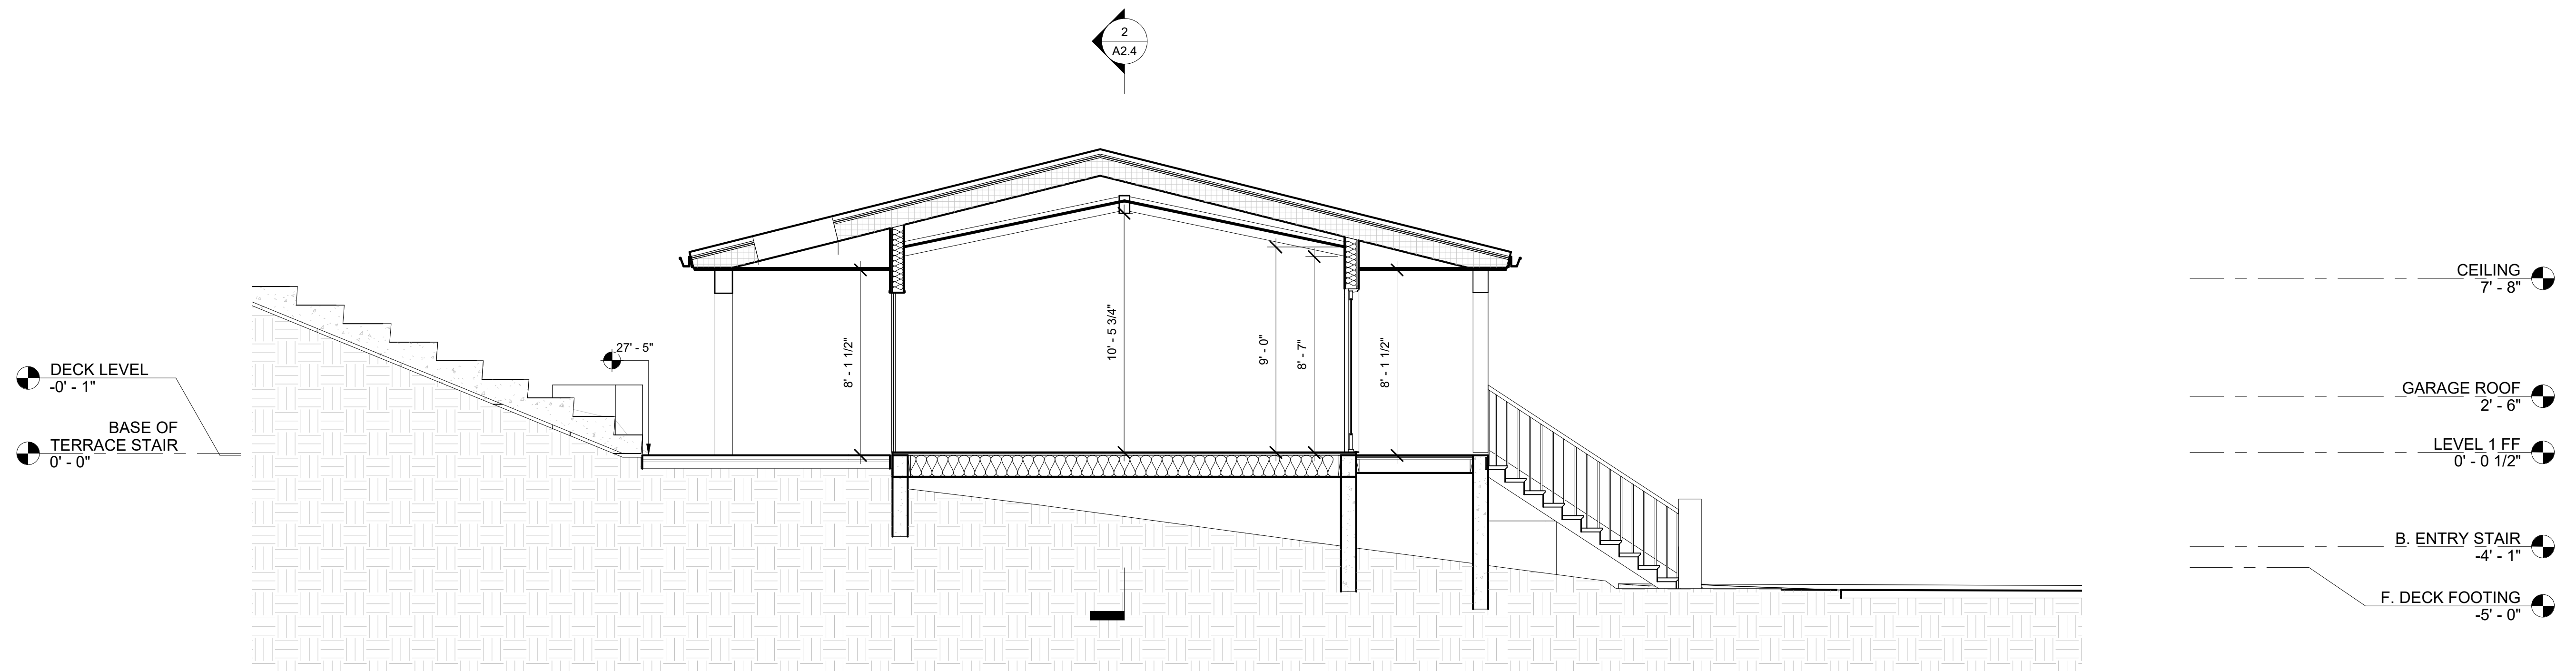 2
A2.4
CEILING
7' - 8"
27' - 5"
DECK LEVEL
-0' - 1"
BASE OF
TERRACE STAIR
0' - 0"
8' - 1 1/2"
10' - 5 3/4"
9' - 0"
8' - 7"
8' - 1 1/2"
GARAGE ROOF
2' - 6"
LEVEL 1 FF
0' - 0 1/2"
B. ENTRY STAIR
-4' - 1"
F. DECK FOOTING
-5' - 0"